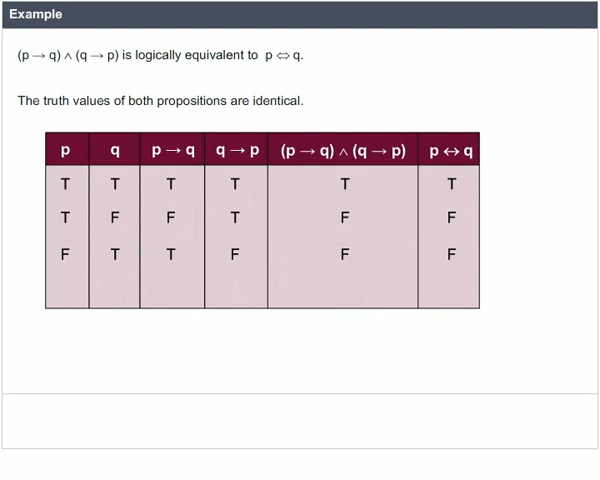 Example
(p → q) ∧ (q → p) is logically equivalent to p ⇔ q.
The truth values of both propositions are identical.
p q p → q q → p (p → q) ∧ (q → p) p ↔ q
T T T T T T
T F F T F F
F T T F F F